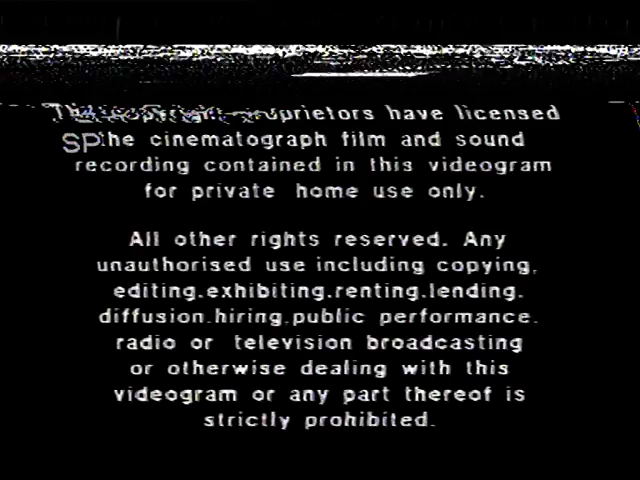 The copyright proprietors have licensed
SP
the cinematograph film and sound
recording contained in this videogram
for private home use only.
All other rights reserved. Any
unauthorised use including copying,
editing.exhibiting.renting.lending.
diffusion.hiring.public performance.
radio or television broadcasting
or otherwise dealing with this
videogram or any part thereof is
strictly prohibited.